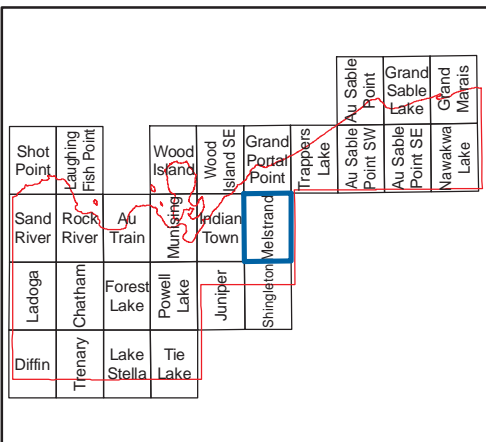 Au Sable
Point
Grand
Sable
Lake
Grand
Marais
Shot
Point
Laughing
Fish Point
Wood
Island
Wood
Island SE
Grand
Portal
Point
Trappers
Lake
Au Sable
Point SW
Au Sable
Point SE
Nawakwa
Lake
Sand
River
Rock
River
Au
Train
Munising
Indian
Town
Melstrand
Ladoga
Chatham
Forest
Lake
Powell
Lake
Juniper
Shingleton
Diffin
Trenary
Lake
Stella
Tie
Lake